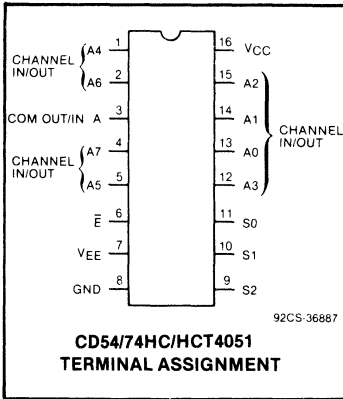 A4 1 16 VCC
CHANNEL IN/OUT
A6 2 15 A2
COM OUT/IN A 3 14 A1
CHANNEL IN/OUT
A7 4 13 A0
CHANNEL IN/OUT
A5 5 12 A3
E̅ 6 11 S0
VEE 7 10 S1
GND 8 9 S2
92CS-36887
CD54/74HC/HCT4051
TERMINAL ASSIGNMENT